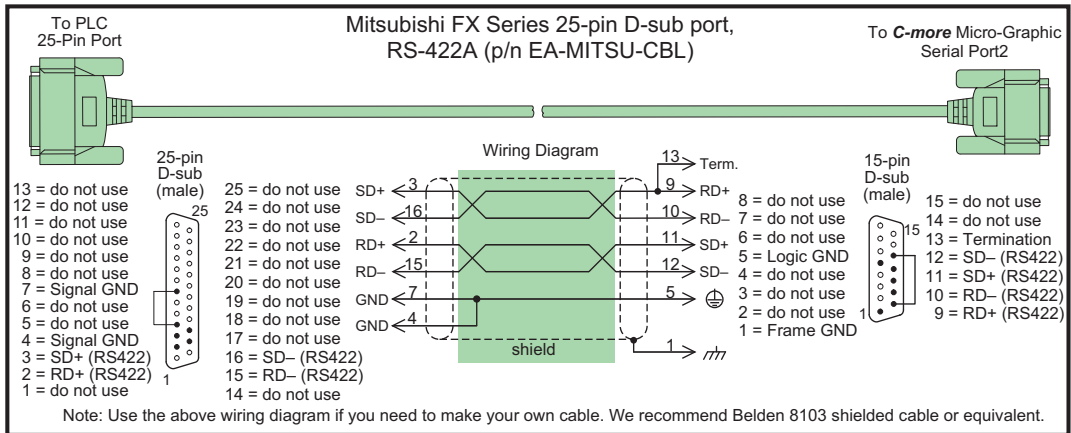 To PLC
25-Pin Port
Mitsubishi FX Series 25-pin D-sub port,
RS-422A (p/n EA-MITSU-CBL)
To C-more Micro-Graphic
Serial Port2
25-pin
D-sub
(male)
25
1
13 = do not use
12 = do not use
11 = do not use
10 = do not use
9 = do not use
8 = do not use
7 = Signal GND
6 = do not use
5 = do not use
4 = Signal GND
3 = SD+ (RS422)
2 = RD+ (RS422)
1 = do not use
25 = do not use
24 = do not use
23 = do not use
22 = do not use
21 = do not use
20 = do not use
19 = do not use
18 = do not use
17 = do not use
16 = SD– (RS422)
15 = RD– (RS422)
14 = do not use
Wiring Diagram
13 Term.
SD+ 3 9 RD+
SD– 16 10 RD–
RD+ 2 11 SD+
RD– 15 12 SD–
GND 7 5
GND 4
shield
1
8 = do not use
7 = do not use
6 = do not use
5 = Logic GND
4 = do not use
3 = do not use
2 = do not use
1 = Frame GND
15-pin
D-sub
(male)
15
1
15 = do not use
14 = do not use
13 = Termination
12 = SD– (RS422)
11 = SD+ (RS422)
10 = RD– (RS422)
9 = RD+ (RS422)
Note: Use the above wiring diagram if you need to make your own cable. We recommend Belden 8103 shielded cable or equivalent.